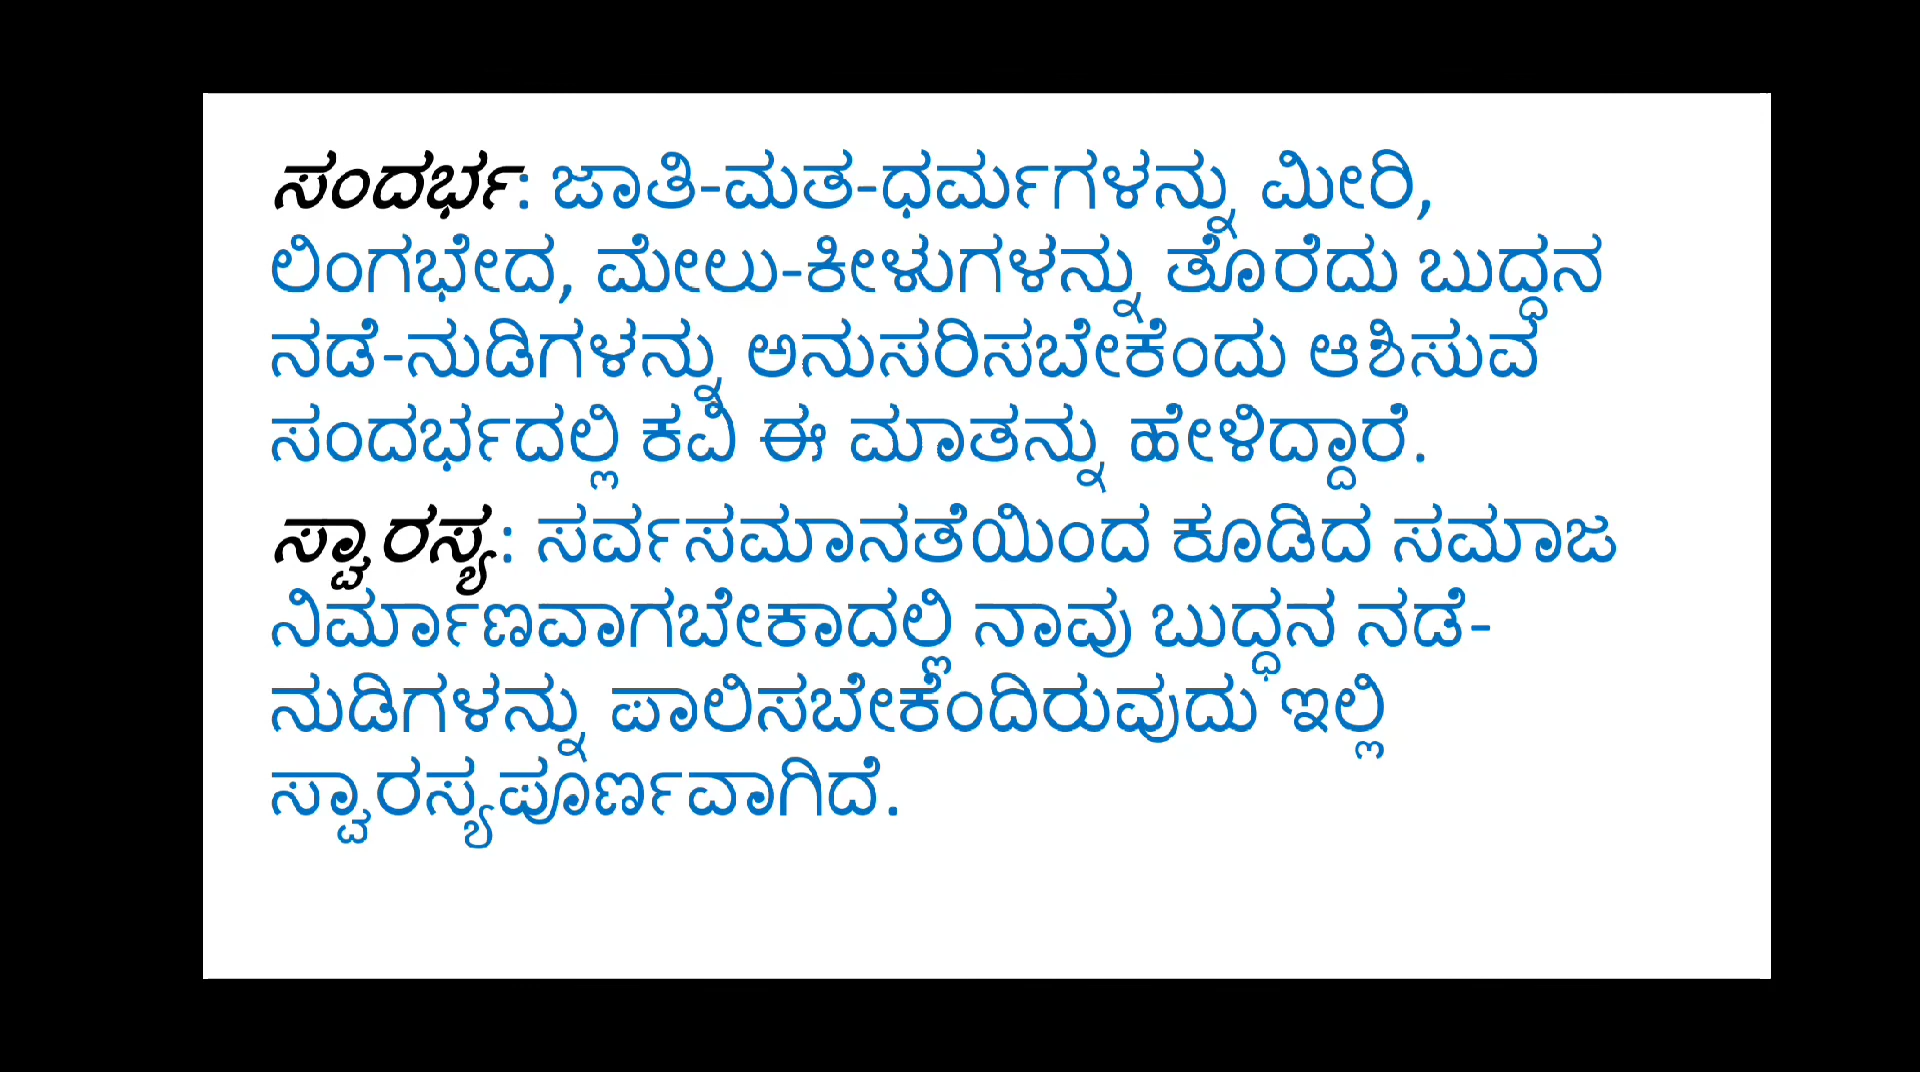 ಸಂದರ್ಭ: ಜಾತಿ-ಮತ-ಧರ್ಮಗಳನ್ನು ಮೀರಿ,
ಲಿಂಗಭೇದ, ಮೇಲು-ಕೀಳುಗಳನ್ನು ತೊರೆದು ಬುದ್ಧನ
ನಡೆ-ನುಡಿಗಳನ್ನು ಅನುಸರಿಸಬೇಕೆಂದು ಆಶಿಸುವ
ಸಂದರ್ಭದಲ್ಲಿ ಕವಿ ಈ ಮಾತನ್ನು ಹೇಳಿದ್ದಾರೆ.
ಸ್ವಾರಸ್ಯ: ಸರ್ವಸಮಾನತೆಯಿಂದ ಕೂಡಿದ ಸಮಾಜ
ನಿರ್ಮಾಣವಾಗಬೇಕಾದಲ್ಲಿ ನಾವು ಬುದ್ಧನ ನಡೆ-
ನುಡಿಗಳನ್ನು ಪಾಲಿಸಬೇಕೆಂದಿರುವುದು ಇಲ್ಲಿ
ಸ್ವಾರಸ್ಯಪೂರ್ಣವಾಗಿದೆ.